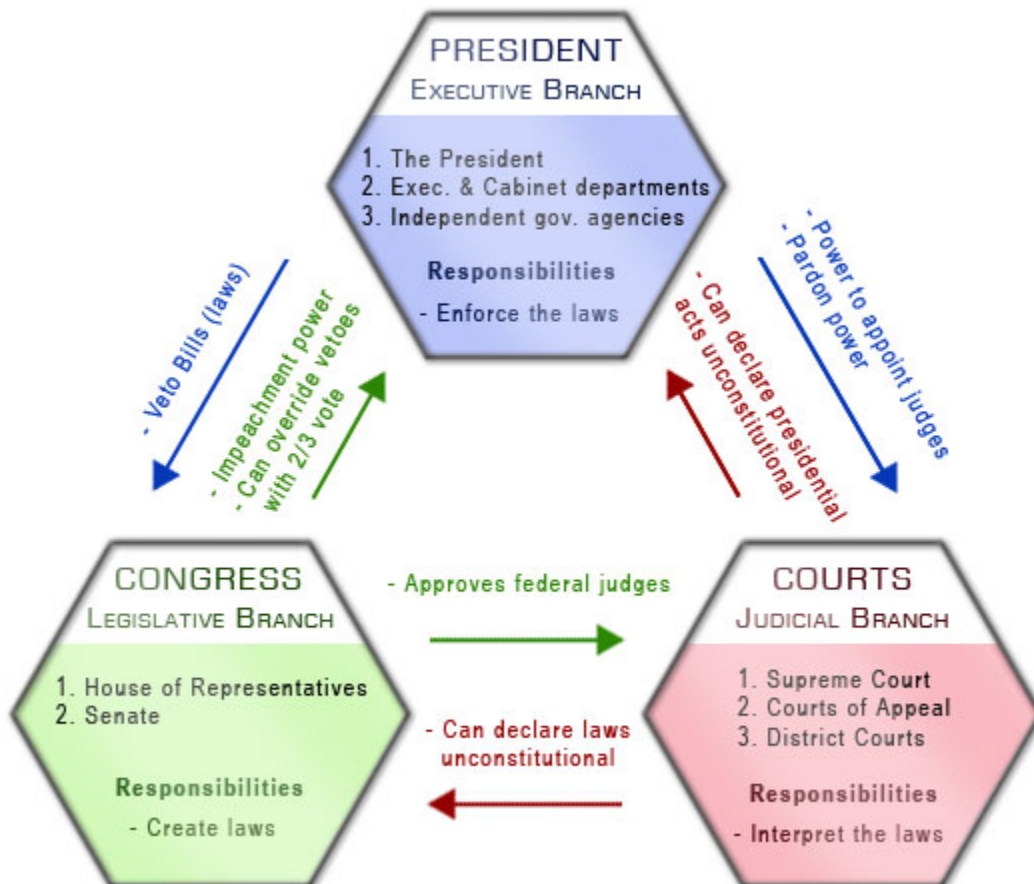 PRESIDENT
EXECUTIVE BRANCH
1. The President
2. Exec. & Cabinet departments
3. Independent gov. agencies
Responsibilities
- Enforce the laws
- Veto Bills (laws)
- Impeachment power
- Can override vetoes
with 2/3 vote
- Can declare presidential
acts unconstitutional
- Power to appoint judges
- Pardon power
CONGRESS
LEGISLATIVE BRANCH
1. House of Representatives
2. Senate
Responsibilities
- Create laws
- Approves federal judges
- Can declare laws
unconstitutional
COURTS
JUDICIAL BRANCH
1. Supreme Court
2. Courts of Appeal
3. District Courts
Responsibilities
- Interpret the laws